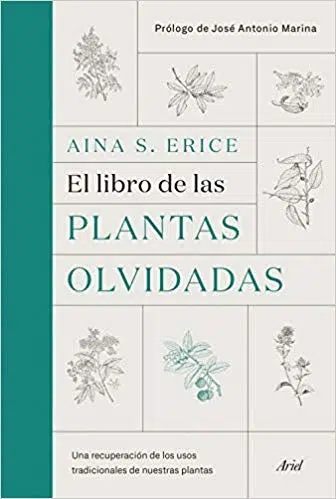 Prólogo de José Antonio Marina
AINA S. ERICE
El libro de las
PLANTAS
OLVIDADAS
Una recuperación de los usos
tradicionales de nuestras plantas
Ariel